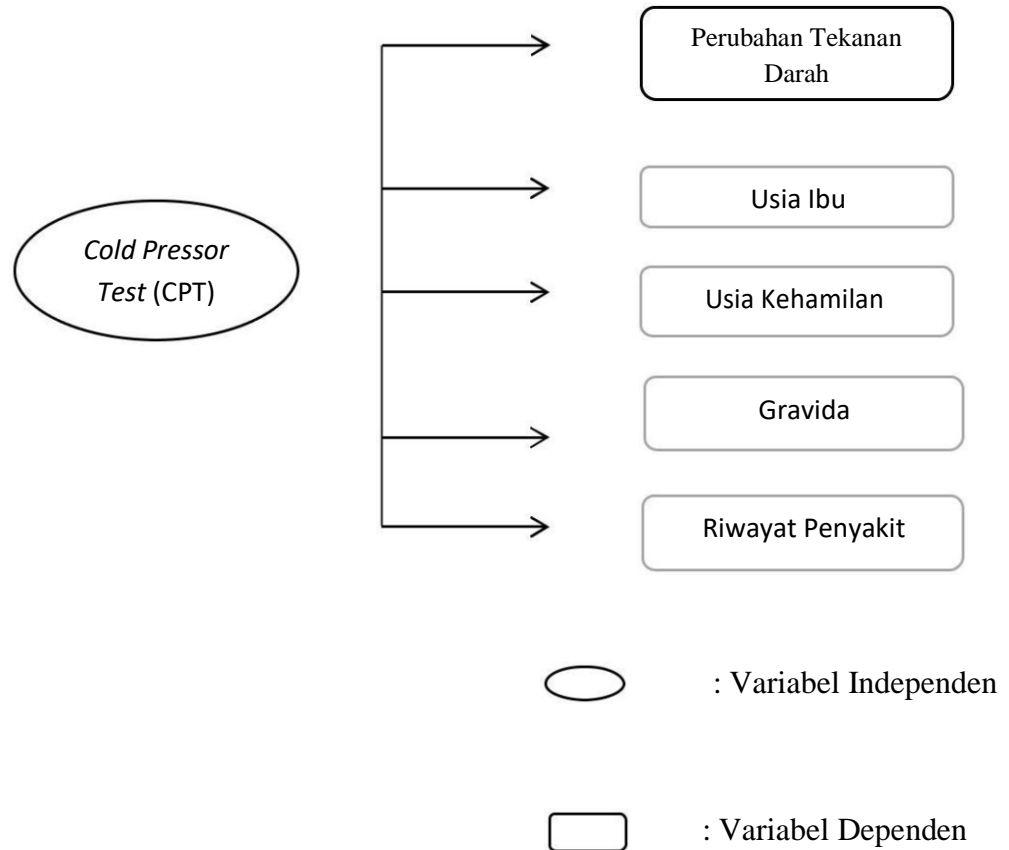 Perubahan Tekanan
Darah
Usia Ibu
Cold Pressor
Test (CPT)
Usia Kehamilan
Gravida
Riwayat Penyakit
: Variabel Independen
: Variabel Dependen